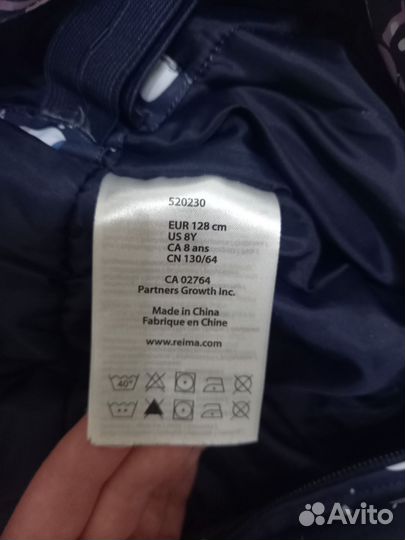 520230
EUR 128 cm
US 8Y
CA 8 ans
CN 130/64
CA 02764
Partners Growth Inc.
Made in China
Fabrique en Chine
www.reima.com
40°
Avito